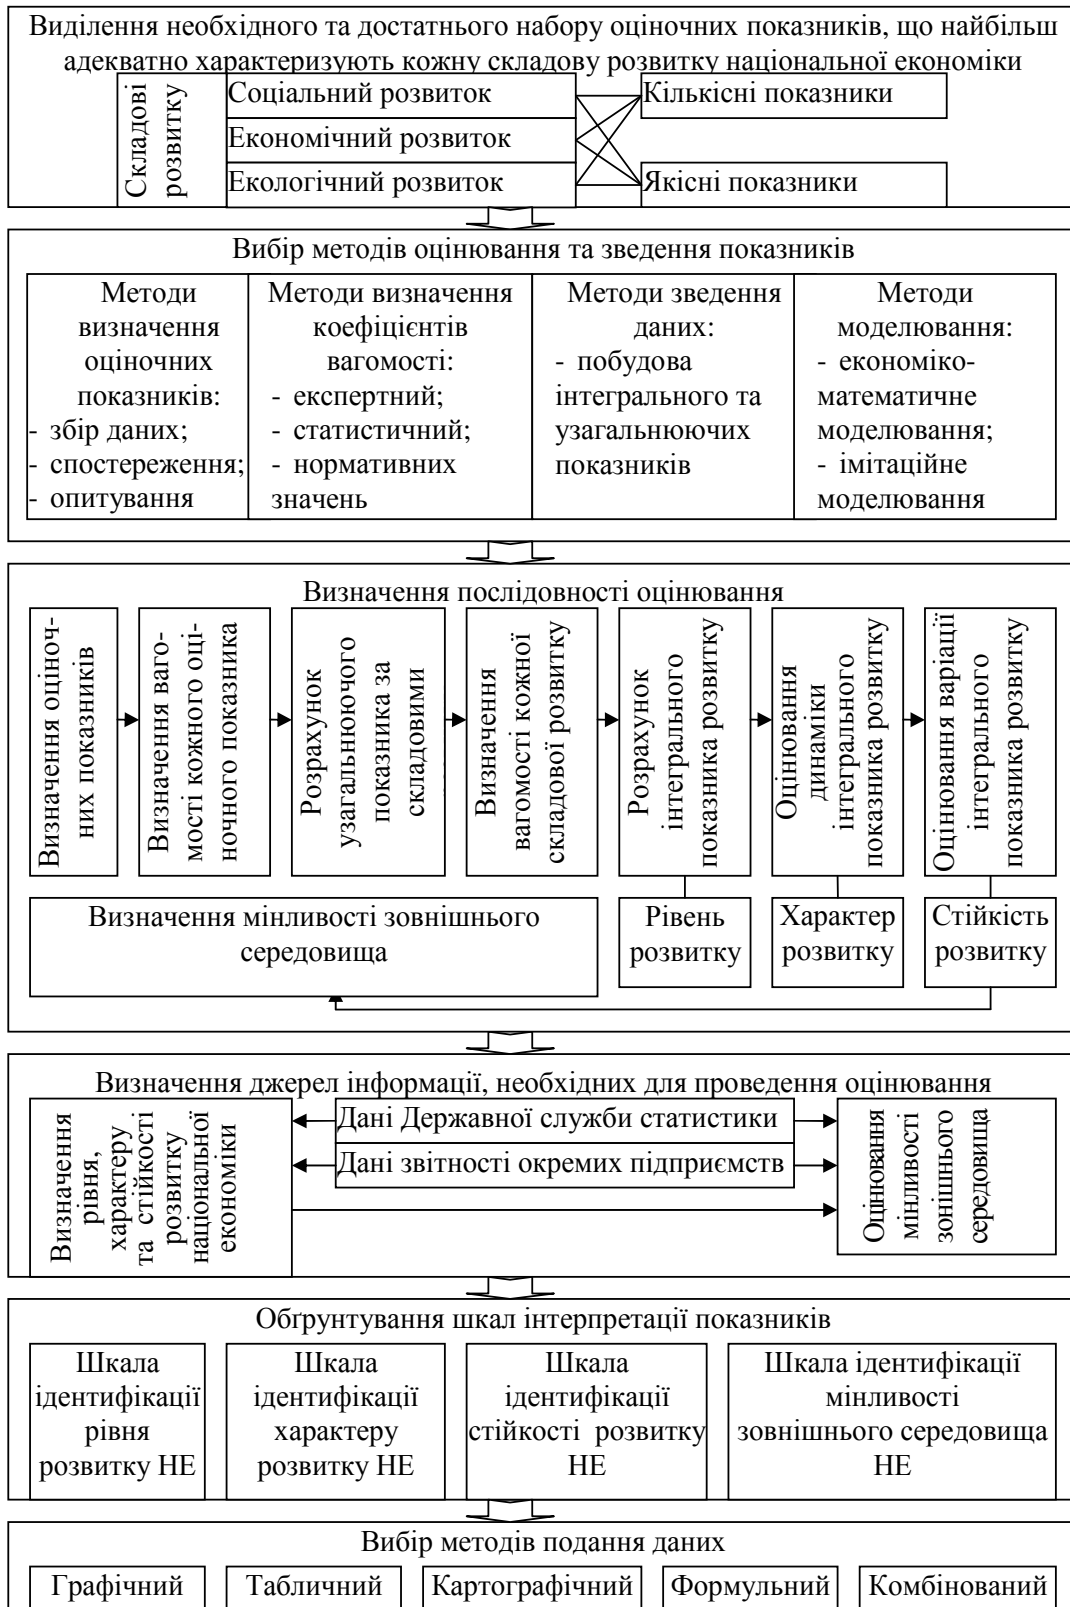 Виділення необхідного та достатнього набору оціночних показників, що найбільш
адекватно характеризують кожну складову розвитку національної економіки
Складові
розвитку
Соціальний розвиток
Економічний розвиток
Екологічний розвиток
Кількісні показники
Якісні показники
Вибір методів оцінювання та зведення показників
Методи
визначення
оціночних
показників:
- збір даних;
- спостереження;
- опитування
Методи визначення
коефіцієнтів
вагомості:
- експертний;
- статистичний;
- нормативних
значень
Методи зведення
даних:
- побудова
інтегрального та
узагальнюючих
показників
Методи
моделювання:
- економіко-
математичне
моделювання;
- імітаційне
моделювання
Визначення послідовності оцінювання
Визначення оціноч-
них показників
Визначення ваго-
мості кожного оці-
ночного показника
Розрахунок
узагальнюючого
показника за
складовими
Визначення
вагомості кожної
складової розвитку
Розрахунок
інтегрального
показника розвитку
Оцінювання
динаміки
інтегрального
показника розвитку
Оцінювання варіації
інтегрального
показника розвитку
Визначення мінливості зовнішнього
середовища
Рівень
розвитку
Характер
розвитку
Стійкість
розвитку
Визначення джерел інформації, необхідних для проведення оцінювання
Визначення
рівня,
характеру
та стійкості
розвитку
національної
економіки
Дані Державної служби статистики
Дані звітності окремих підприємств
Оцінювання
мінливості
зонішнього
середовища
Обґрунтування шкал інтерпретації показників
Шкала
ідентифікації
рівня
розвитку НЕ
Шкала
ідентифікації
характеру
розвитку НЕ
Шкала
ідентифікації
стійкості розвитку
НЕ
Шкала ідентифікації
мінливості
зовнішнього середовища
НЕ
Вибір методів подання даних
Графічний
Табличний
Картографічний
Формульний
Комбінований